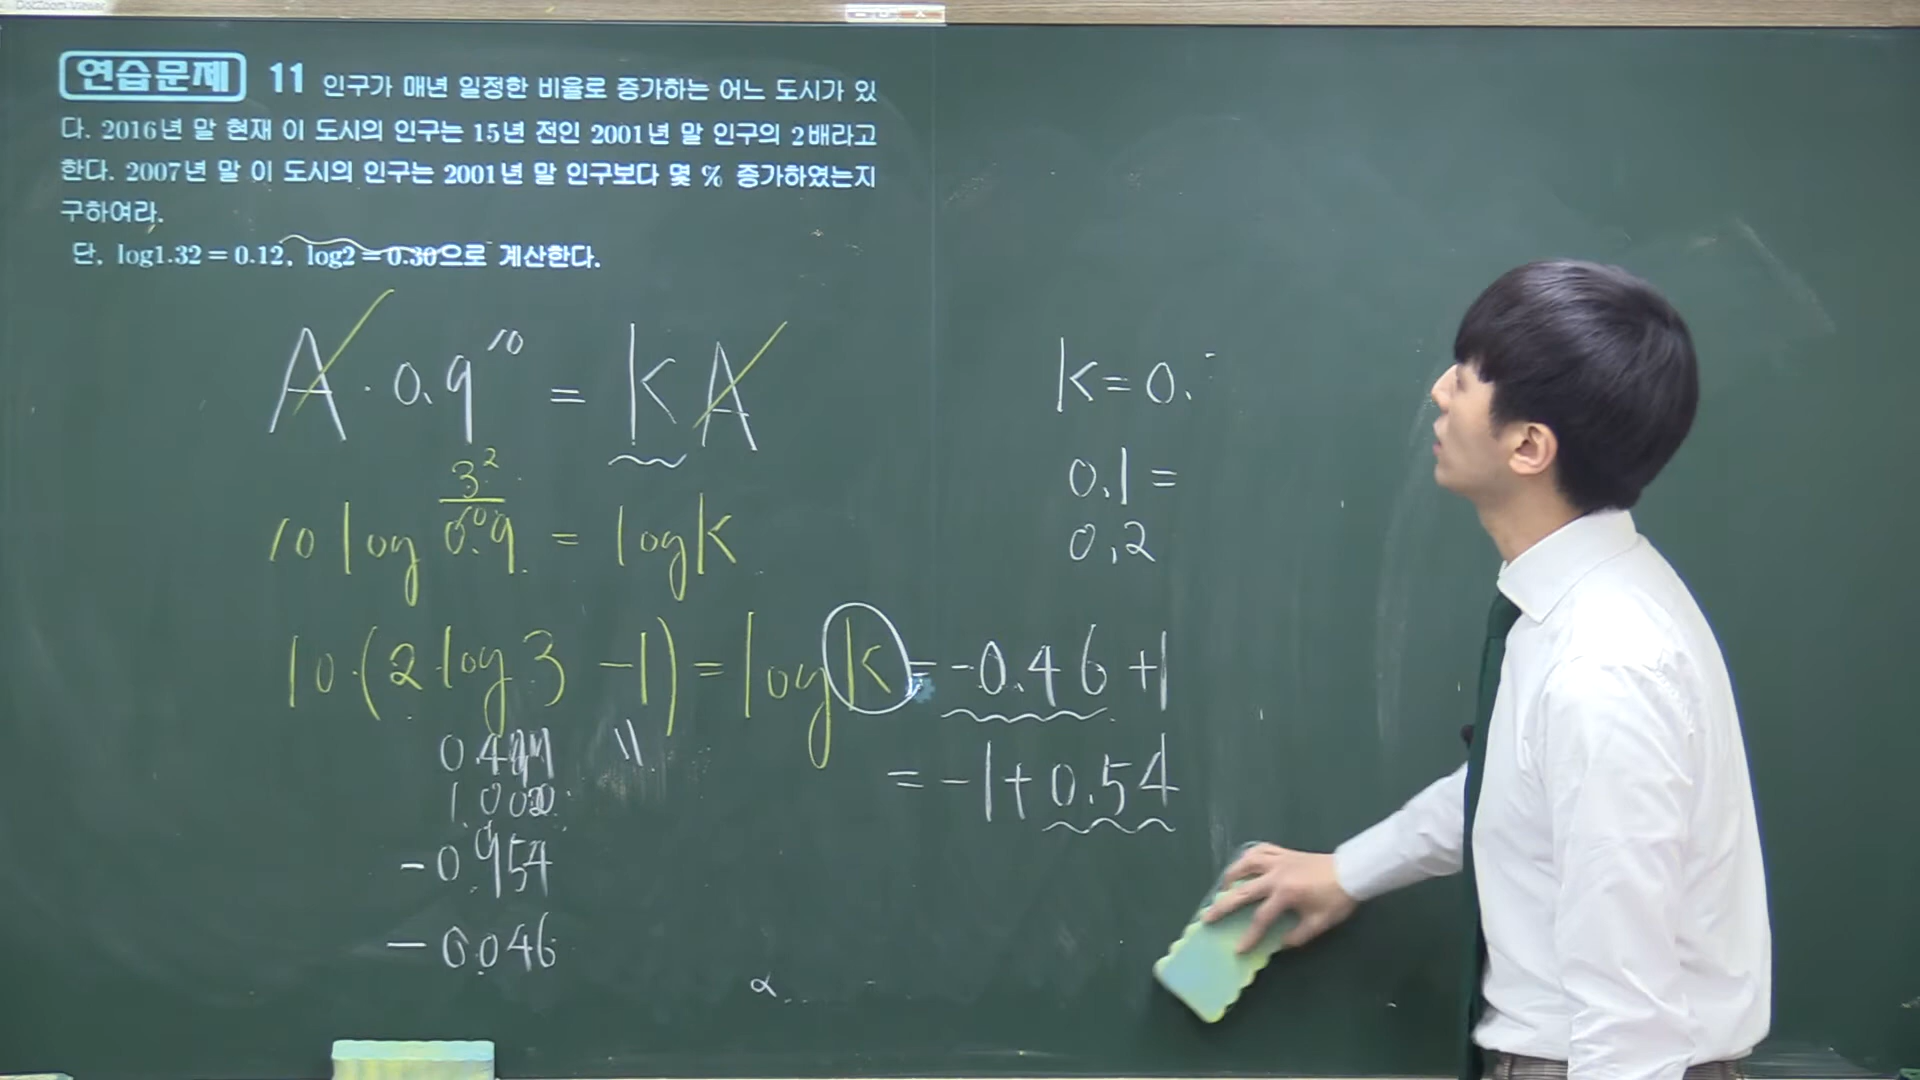 연습문제 11 인구가 매년 일정한 비율로 증가하는 어느 도시가 있
다. 2016년 말 현재 이 도시의 인구는 15년 전인 2001년 말 인구의 2배라고
한다. 2007년 말 이 도시의 인구는 2001년 말 인구보다 몇 % 증가하였는지
구하여라.
단, log1.32=0.12, log2=0.30으로 계산한다.
A · 0.9^10 = kA
3^2
10 log 0.9 = log k
10·(2 log 3 -1) = log k = -0.46 +1
= -1+0.54
-0.954
-0.046
α
k=0.
0.1 =
0.2